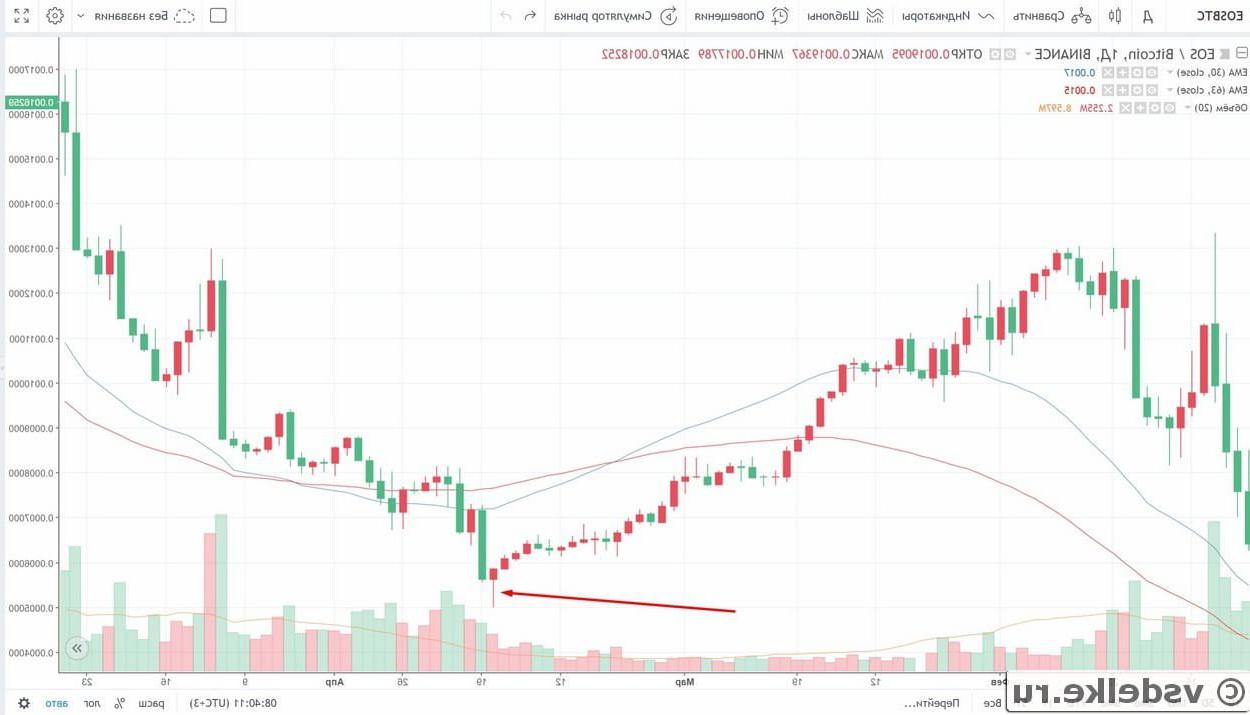 EOSBTC Д Сравнить Индикаторы Шаблоны Оповещения Симулятор рынка Без названия
EOS / Bitcoin, 1Д, BINANCE ОТКР0.0019095 МАКС0.0019367 МИН0.0017789 ЗАКР0.0018252
EMA (30, close) 0.0017
EMA (63, close) 0.0015
Объём (20) 2.255M 8.597M
0.0017000
0.0016259
0.0016000
0.0015000
0.0014000
0.0013000
0.0012000
0.0011000
0.0010000
0.0009000
0.0008000
0.0007000
0.0006000
0.0005000
0.0004000
Фев 12 19 Мар 12 19 26 Апр 9 16 23
Все Перейти... 08:40:11 (UTC+3) расш % лог авто
© vsdelke.ru